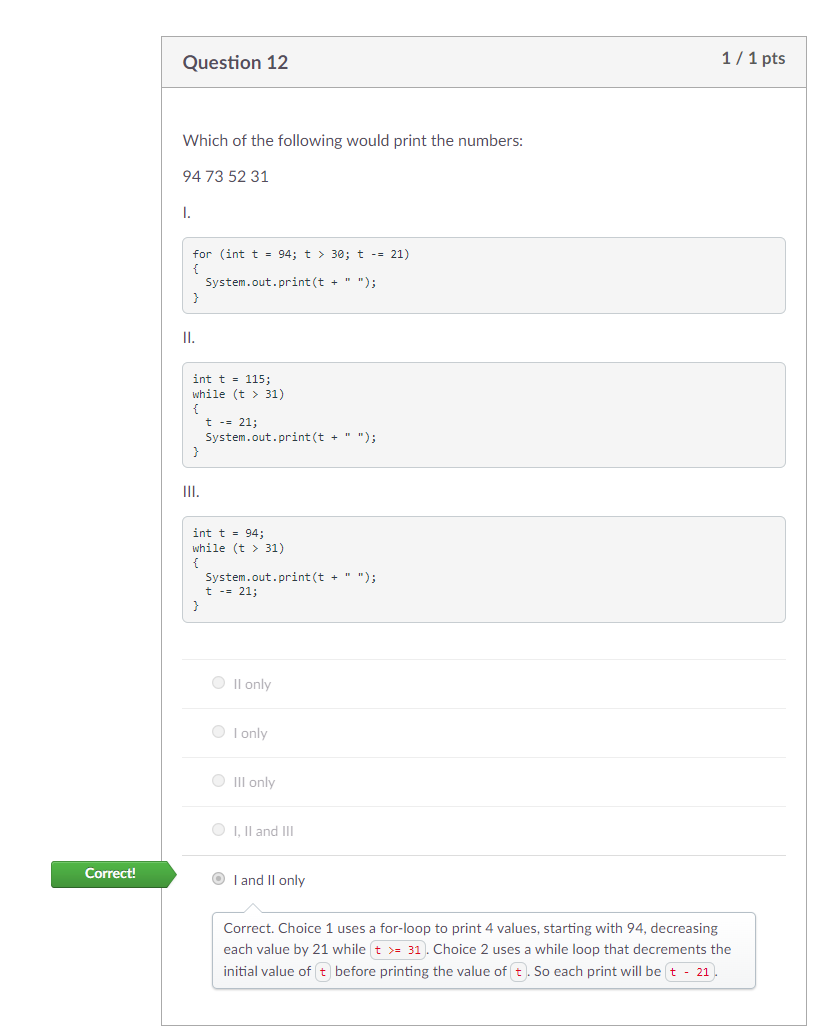 Question 12
1 / 1 pts
Which of the following would print the numbers:
94 73 52 31
I.
for (int t = 94; t > 30; t -= 21)
{
  System.out.print(t + " ");
}
II.
int t = 115;
while (t > 31)
{
  t -= 21;
  System.out.print(t + " ");
}
III.
int t = 94;
while (t > 31)
{
  System.out.print(t + " ");
  t -= 21;
}
II only
I only
III only
I, II and III
Correct!
I and II only
Correct. Choice 1 uses a for-loop to print 4 values, starting with 94, decreasing
each value by 21 while t >= 31. Choice 2 uses a while loop that decrements the
initial value of t before printing the value of t. So each print will be t - 21.